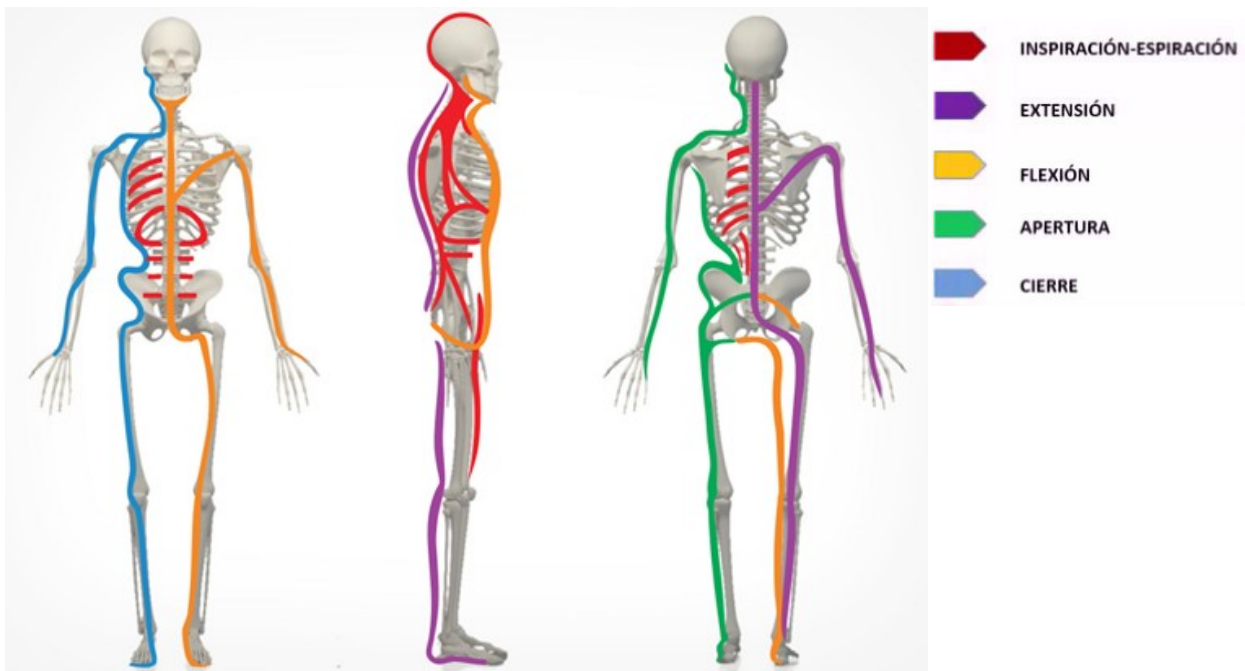 INSPIRACIÓN-ESPIRACIÓN
EXTENSIÓN
FLEXIÓN
APERTURA
CIERRE